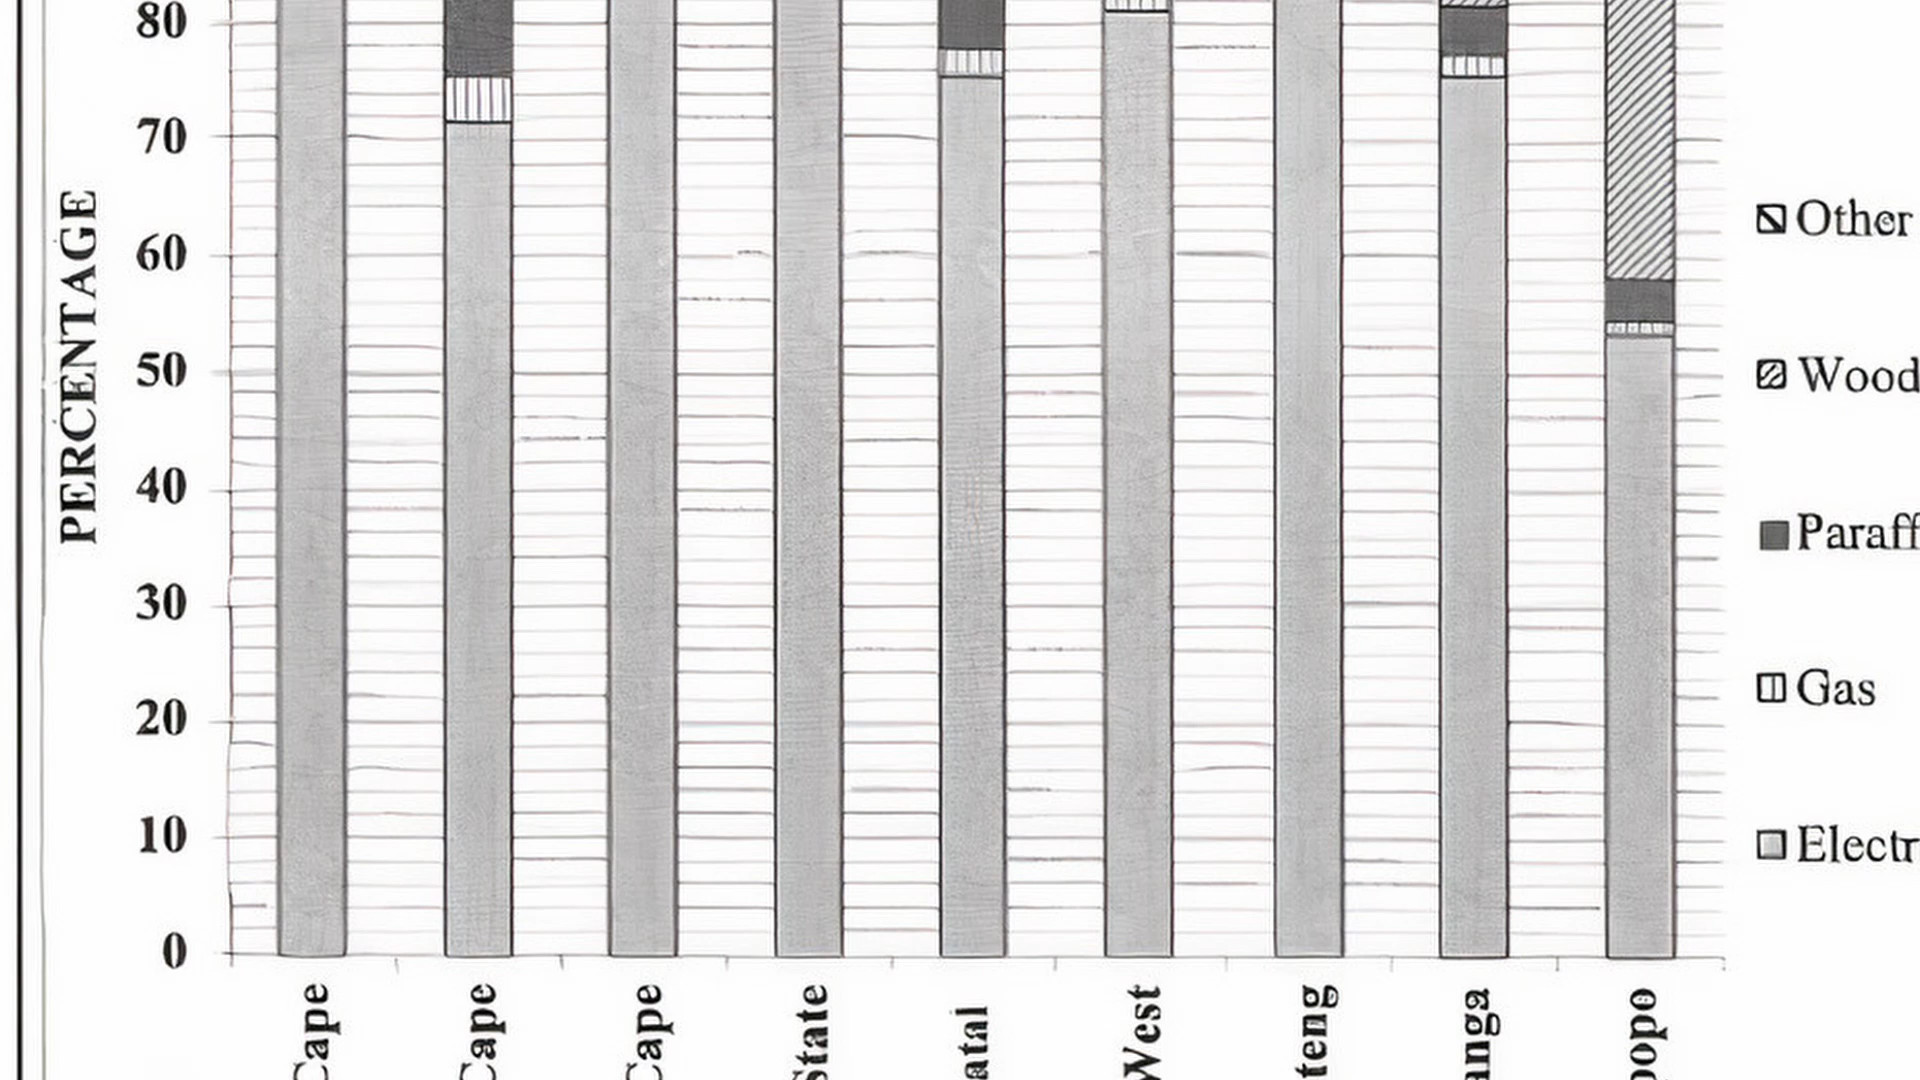 80
70
60
50
40
30
20
10
0
PERCENTAGE
Cape
Cape
Cape
State
atal
West
teng
anga
popo
Other
Wood
Paraff
Gas
Electr